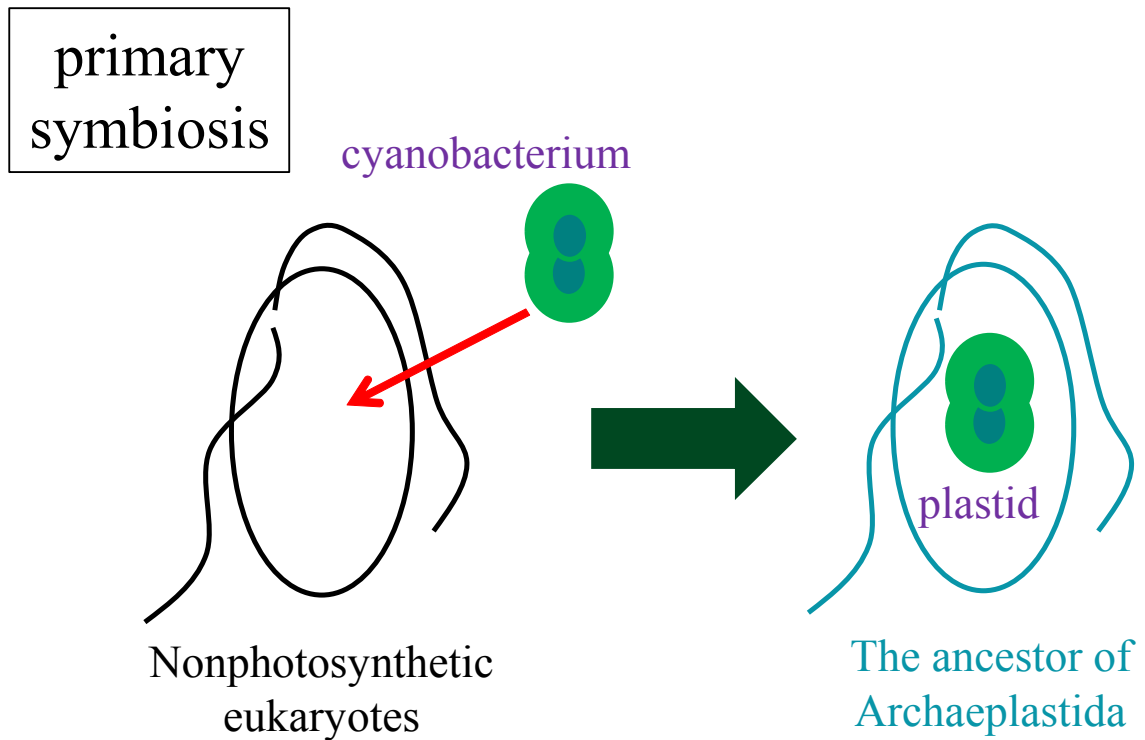 primary
symbiosis
cyanobacterium
plastid
Nonphotosynthetic
eukaryotes
The ancestor of
Archaeplastida